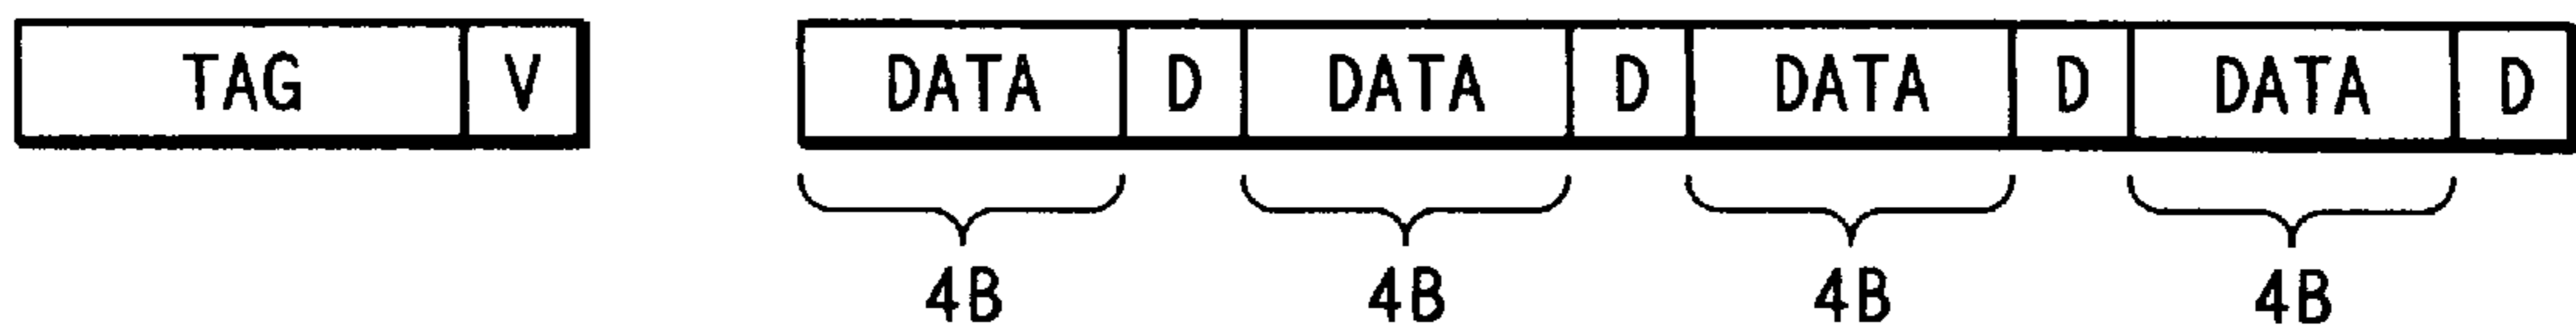 TAG V DATA D DATA D DATA D DATA D
4B 4B 4B 4B